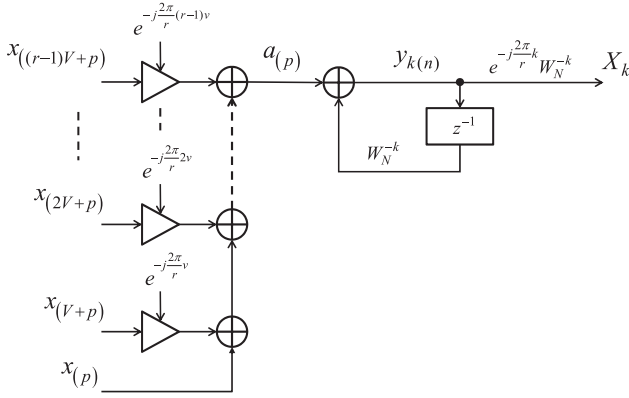 e^{-j\frac{2\pi}{r}(r-1)v}
x_{((r-1)V+p)}
a_{(p)}
y_{k(n)}
e^{-j\frac{2\pi}{r}k} W_N^{-k}
X_k
z^{-1}
W_N^{-k}
e^{-j\frac{2\pi}{r}2v}
x_{(2V+p)}
e^{-j\frac{2\pi}{r}v}
x_{(V+p)}
x_{(p)}